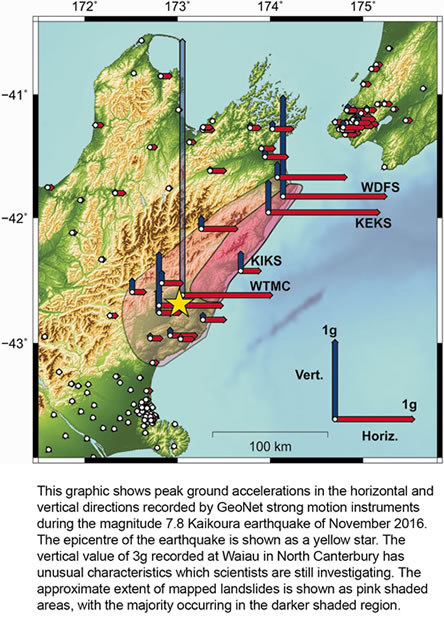 172° 173° 174° 175°
−41°
WDFS
−42°
KEKS
KIKS
WTMC
1g
−43°
Vert.
1g
Horiz.
100 km
This graphic shows peak ground accelerations in the horizontal and
vertical directions recorded by GeoNet strong motion instruments
during the magnitude 7.8 Kaikoura earthquake of November 2016.
The epicentre of the earthquake is shown as a yellow star. The
vertical value of 3g recorded at Waiau in North Canterbury has
unusual characteristics which scientists are still investigating. The
approximate extent of mapped landslides is shown as pink shaded
areas, with the majority occurring in the darker shaded region.